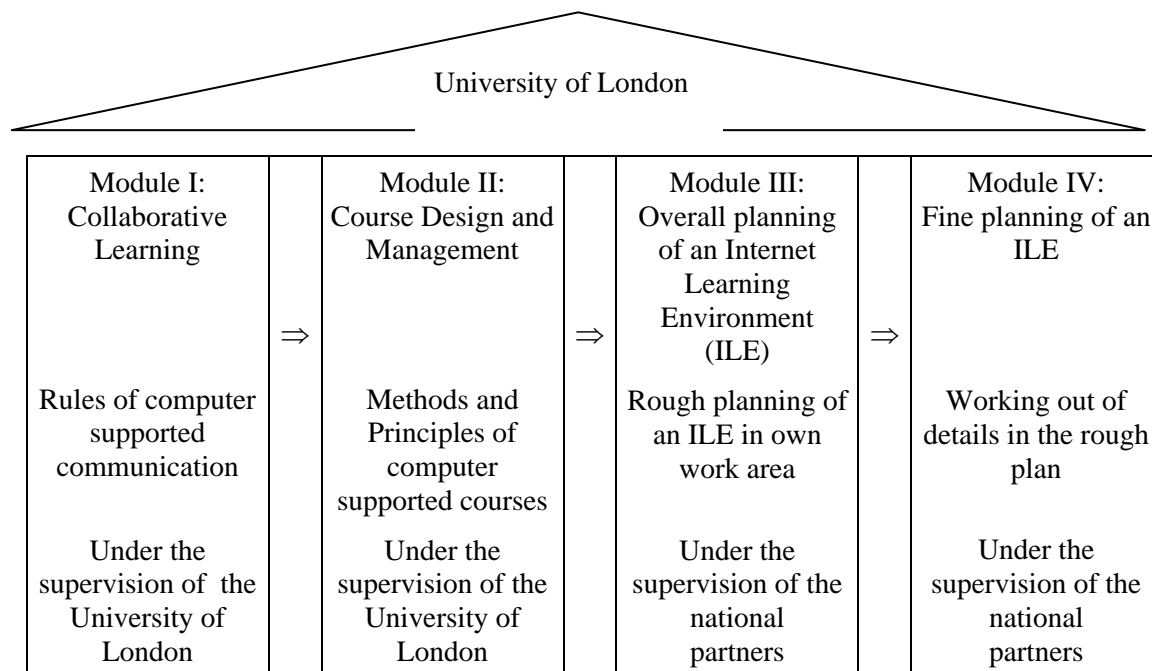 University of London
Module I:
Collaborative
Learning
Rules of computer
supported
communication
Under the
supervision of the
University of
London
⇒
Module II:
Course Design and
Management
Methods and
Principles of
computer
supported courses
Under the
supervision of the
University of
London
⇒
Module III:
Overall planning
of an Internet
Learning
Environment
(ILE)
Rough planning of
an ILE in own
work area
Under the
supervision of the
national
partners
⇒
Module IV:
Fine planning of an
ILE
Working out of
details in the rough
plan
Under the
supervision of the
national
partners